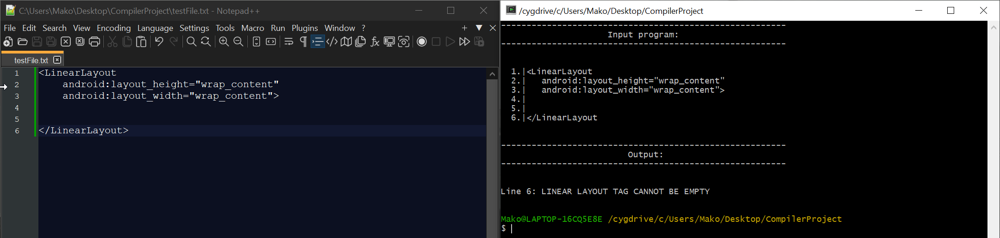 C:\Users\Mako\Desktop\CompilerProject\testFile.txt - Notepad++
File Edit Search View Encoding Language Settings Tools Macro Run Plugins Window ?
testFile.txt
1 <LinearLayout
2     android:layout_height="wrap_content"
3     android:layout_width="wrap_content">
4
5
6 </LinearLayout>
/cygdrive/c/Users/Mako/Desktop/CompilerProject
--------------------------------------------------------
Input program:
--------------------------------------------------------
1.|<LinearLayout
2.|   android:layout_height="wrap_content"
3.|   android:layout_width="wrap_content">
4.|
5.|
6.|</LinearLayout
--------------------------------------------------------
Output:
--------------------------------------------------------
Line 6: LINEAR LAYOUT TAG CANNOT BE EMPTY
Mako@LAPTOP-16CQ5E8E /cygdrive/c/Users/Mako/Desktop/CompilerProject
$